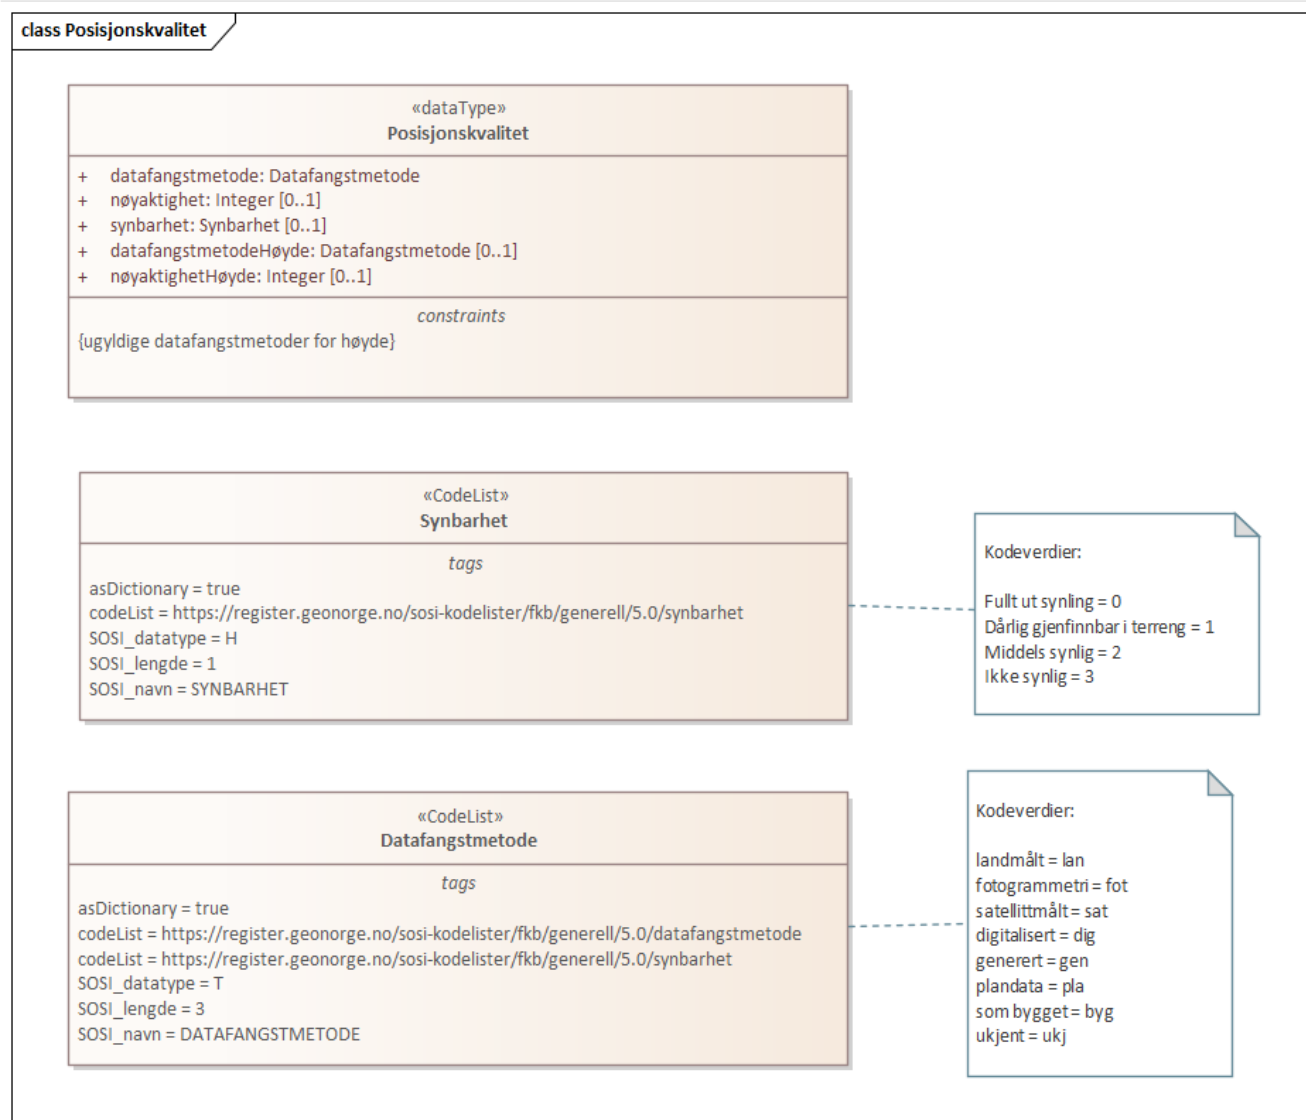 class Posisjonskvalitet
«dataType»
Posisjonskvalitet
+ datafangstmetode: Datafangstmetode
+ nøyaktighet: Integer [0..1]
+ synbarhet: Synbarhet [0..1]
+ datafangstmetodeHøyde: Datafangstmetode [0..1]
+ nøyaktighetHøyde: Integer [0..1]
constraints
{ugyldige datafangstmetoder for høyde}
«CodeList»
Synbarhet
tags
asDictionary = true
codeList = https://register.geonorge.no/sosi-kodelister/fkb/generell/5.0/synbarhet
SOSI_datatype = H
SOSI_lengde = 1
SOSI_navn = SYNBARHET
Kodeverdier:
Fullt ut synling = 0
Dårlig gjenfinnbar i terreng = 1
Middels synlig = 2
Ikke synlig = 3
«CodeList»
Datafangstmetode
tags
asDictionary = true
codeList = https://register.geonorge.no/sosi-kodelister/fkb/generell/5.0/datafangstmetode
codeList = https://register.geonorge.no/sosi-kodelister/fkb/generell/5.0/synbarhet
SOSI_datatype = T
SOSI_lengde = 3
SOSI_navn = DATAFANGSTMETODE
Kodeverdier:
landmålt = lan
fotogrammetri = fot
satellittmålt = sat
digitalisert = dig
generert = gen
plandata = pla
som bygget = byg
ukjent = ukj